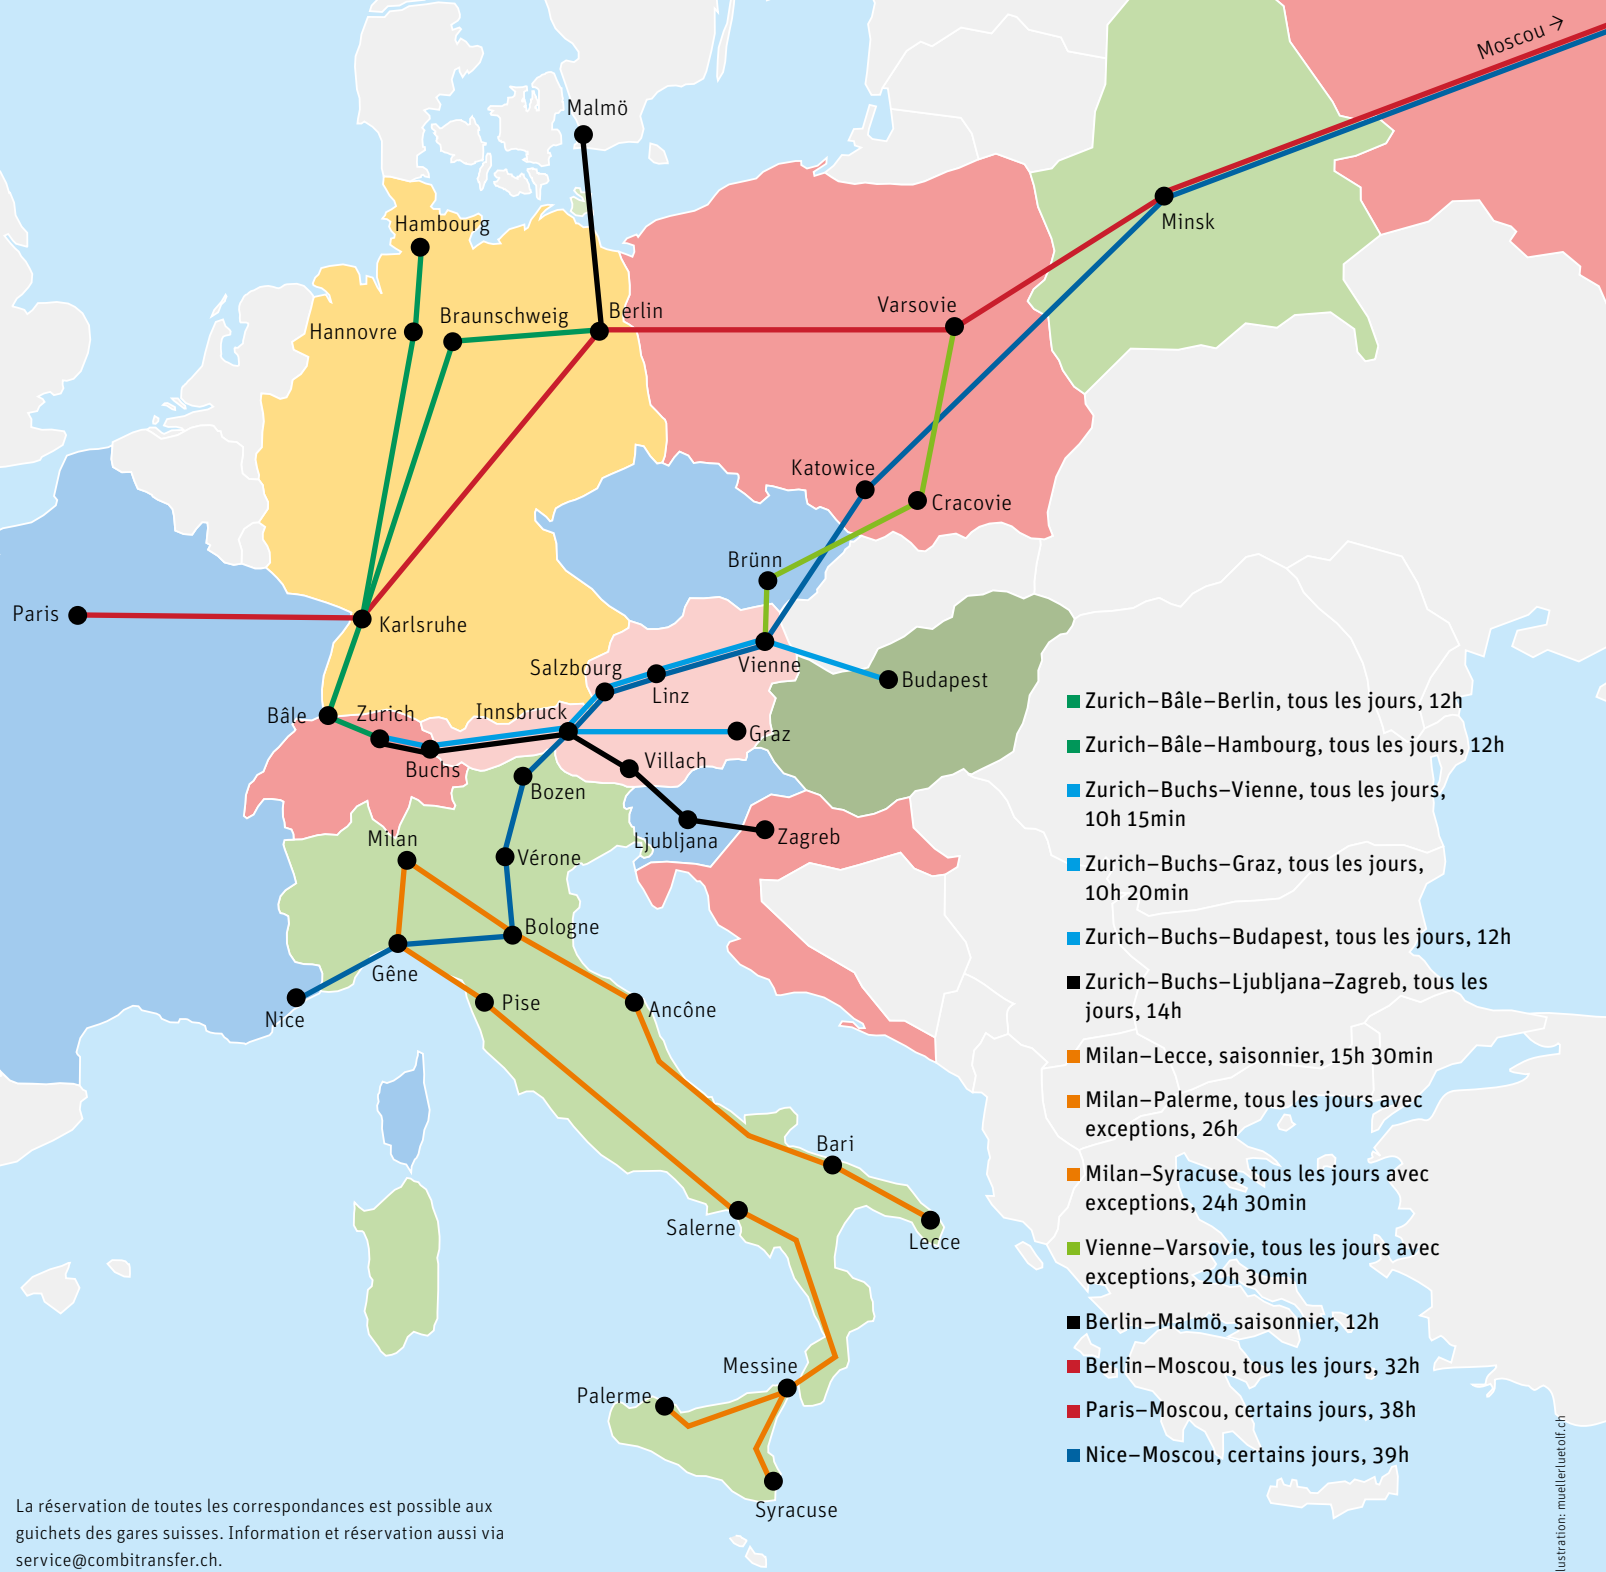 Moscou →
Malmö
Minsk
Hambourg
Varsovie
Berlin
Braunschweig
Hannovre
Katowice
Cracovie
Brünn
Paris
Karlsruhe
Salzbourg
Vienne
Linz
Budapest
Bâle
Zurich
Innsbruck
Graz
Buchs
Villach
Bozen
Milan
Ljubljana
Zagreb
Vérone
Bologne
Gêne
Nice
Pise
Ancône
Bari
Salerne
Lecce
Messine
Palerme
Syracuse
Zurich–Bâle–Berlin, tous les jours, 12h
Zurich–Bâle–Hambourg, tous les jours, 12h
Zurich–Buchs–Vienne, tous les jours,
10h 15min
Zurich–Buchs–Graz, tous les jours,
10h 20min
Zurich–Buchs–Budapest, tous les jours, 12h
Zurich–Buchs–Ljubljana–Zagreb, tous les
jours, 14h
Milan–Lecce, saisonnier, 15h 30min
Milan–Palerme, tous les jours avec
exceptions, 26h
Milan–Syracuse, tous les jours avec
exceptions, 24h 30min
Vienne–Varsovie, tous les jours avec
exceptions, 20h 30min
Berlin–Malmö, saisonnier, 12h
Berlin–Moscou, tous les jours, 32h
Paris–Moscou, certains jours, 38h
Nice–Moscou, certains jours, 39h
La réservation de toutes les correspondances est possible aux
guichets des gares suisses. Information et réservation aussi via
service@combitransfer.ch.
lustration: muellerluetolf.ch